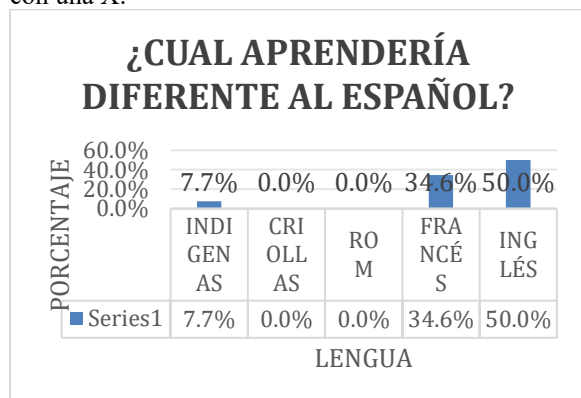 con una X.
¿CUAL APRENDERÍA
DIFERENTE AL ESPAÑOL?
PORCENTAJE
60.0%
40.0%
20.0%
0.0%
7.7% 0.0% 0.0% 34.6% 50.0%
INDI
GEN
AS
CRI
OLL
AS
RO
M
FRA
NCÉ
S
ING
LÉS
Series1 7.7% 0.0% 0.0% 34.6% 50.0%
LENGUA